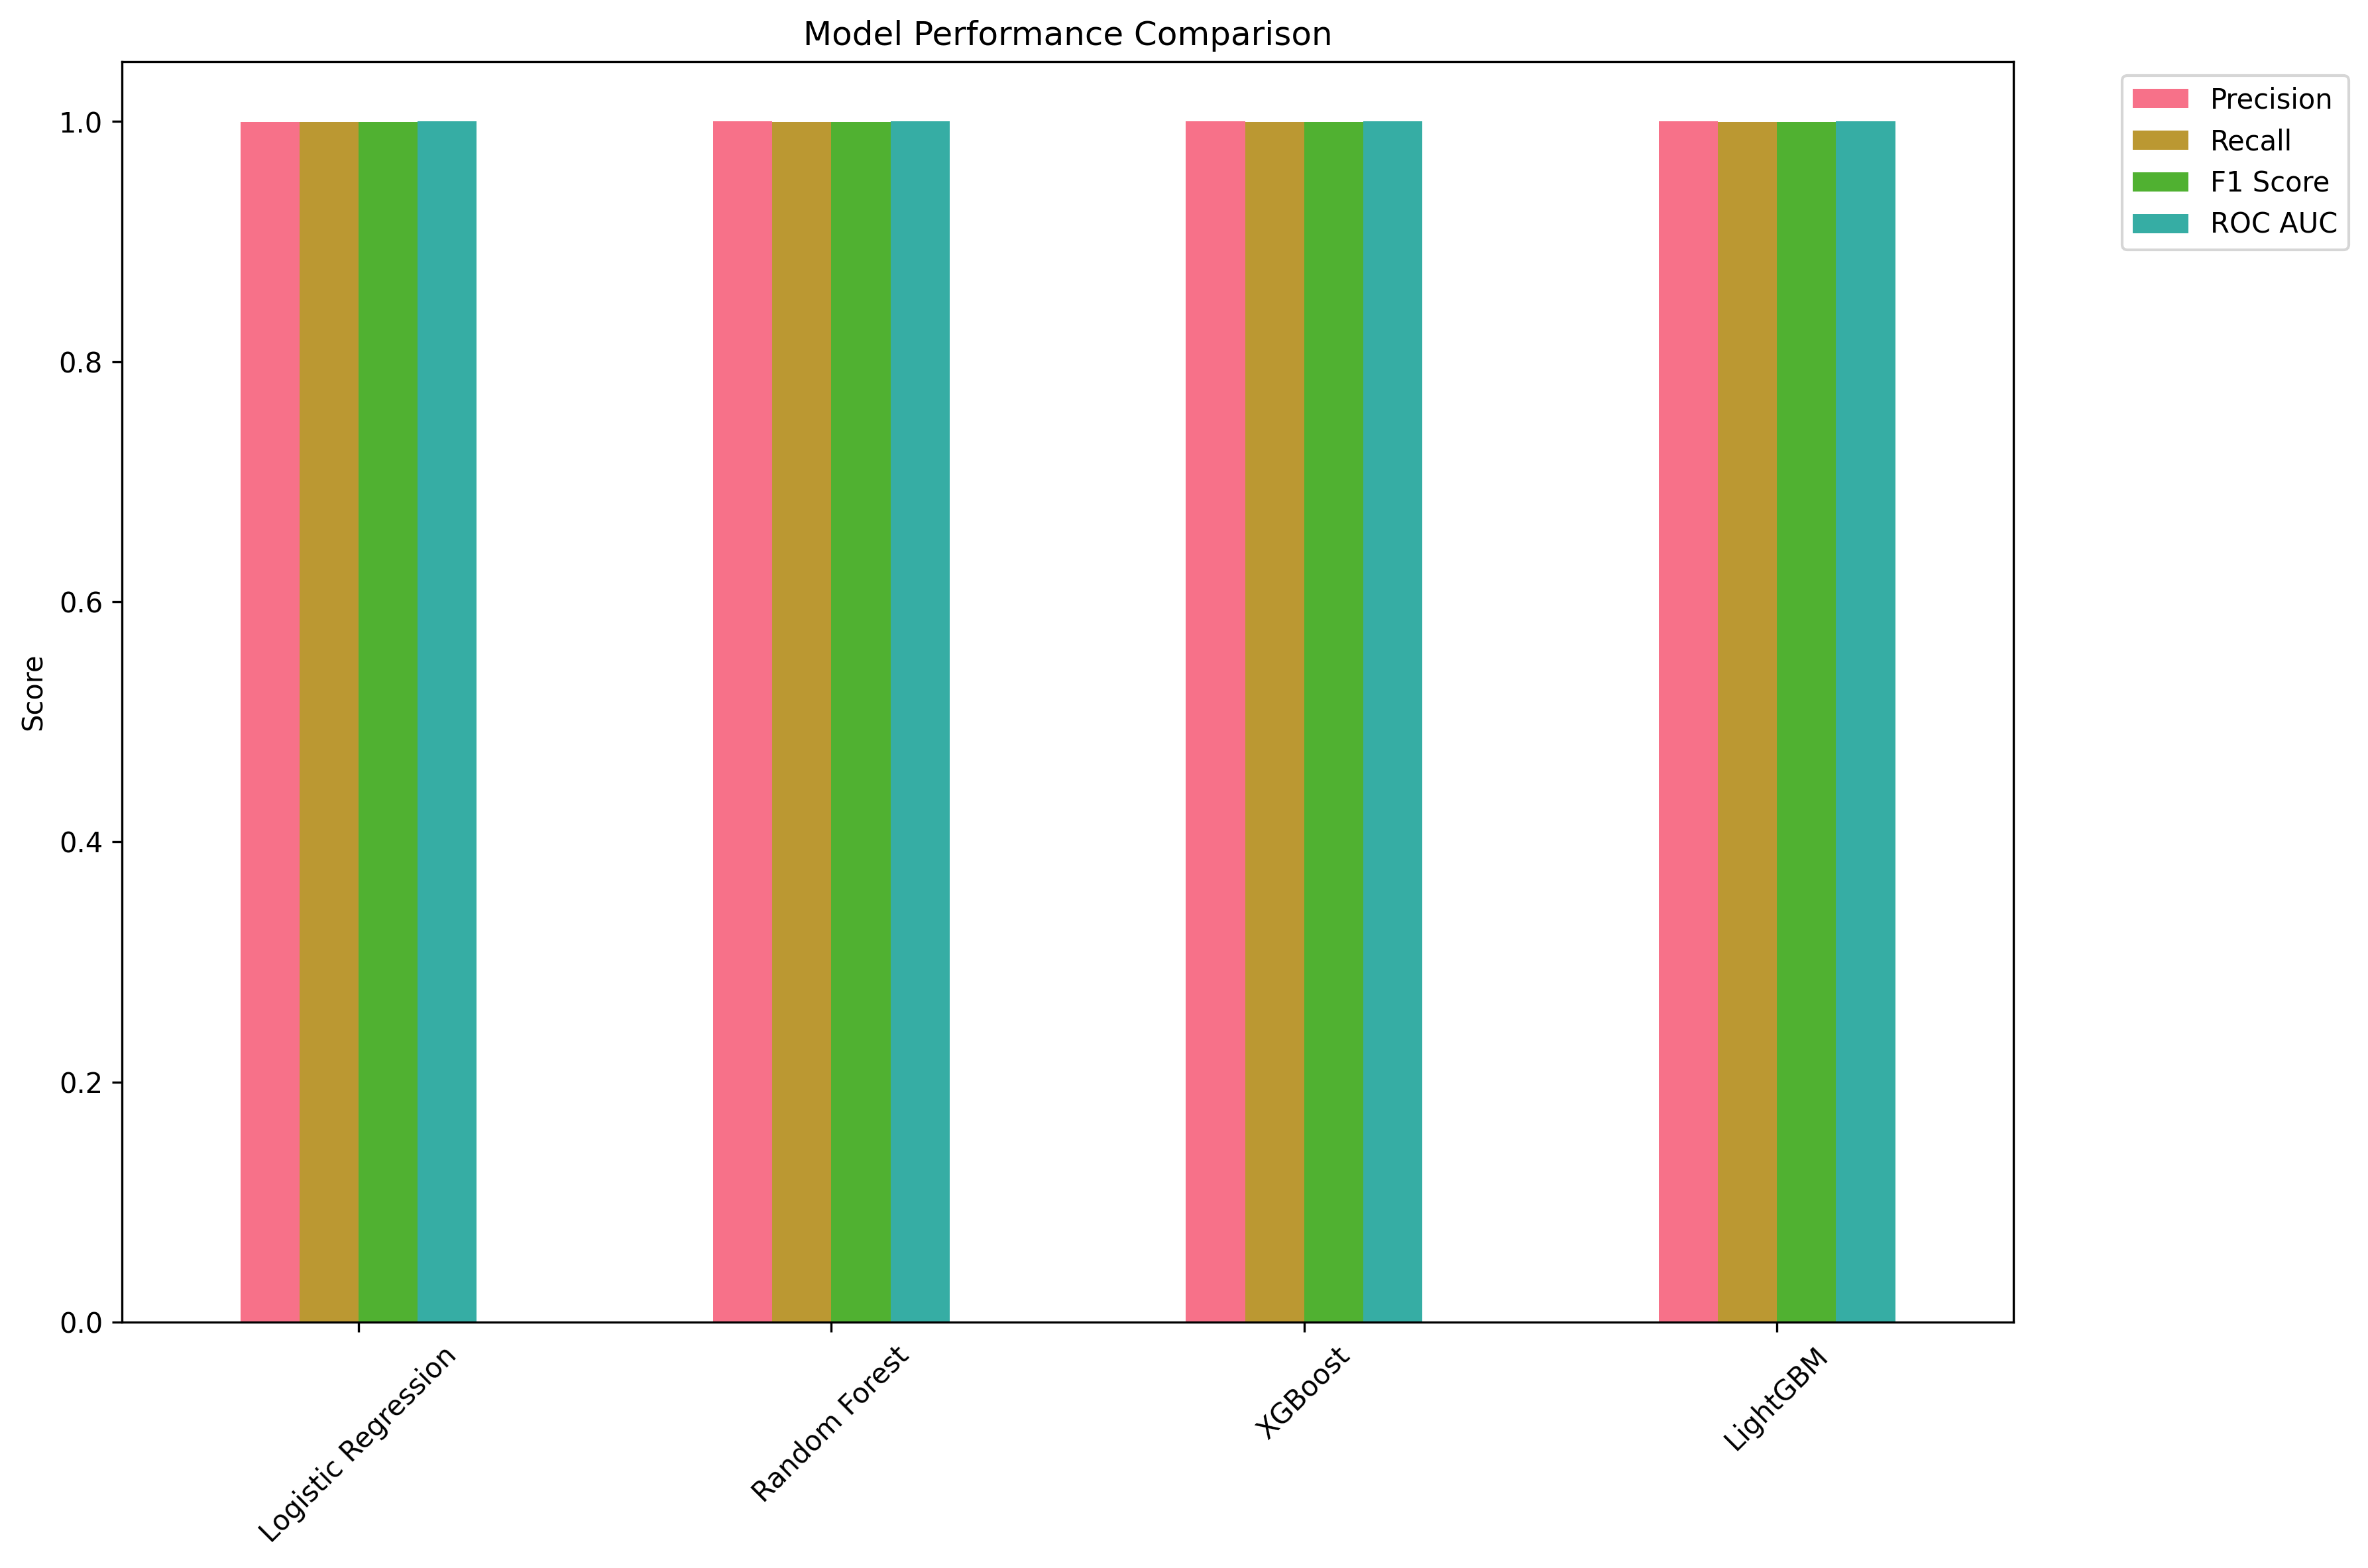 Model Performance Comparison
Precision
Recall
F1 Score
ROC AUC
1.0
0.8
0.6
0.4
0.2
0.0
Score
Logistic Regression
Random Forest
XGBoost
LightGBM